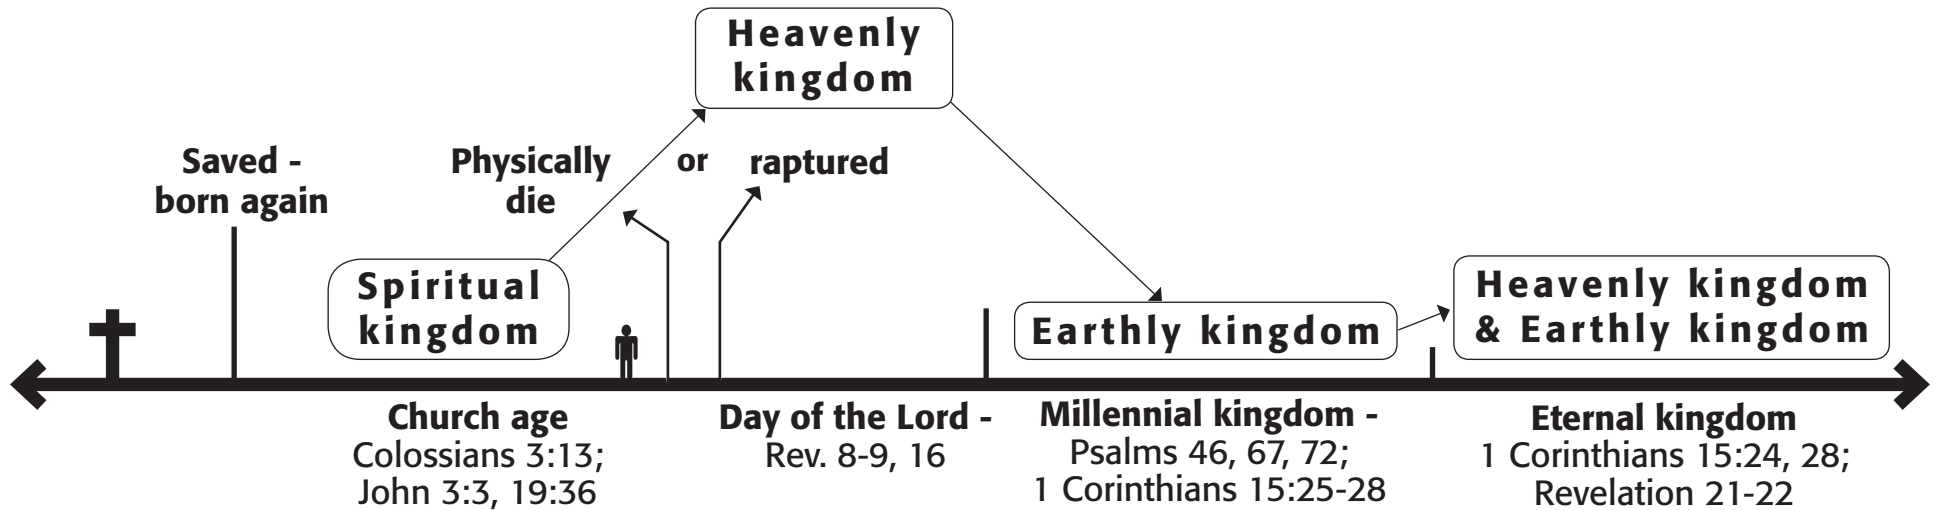 Heavenly
kingdom
Saved -
born again
Physically
die
or
raptured
Spiritual
kingdom
Earthly kingdom
Heavenly kingdom
& Earthly kingdom
Church age
Colossians 3:13;
John 3:3, 19:36
Day of the Lord -
Rev. 8-9, 16
Millennial kingdom -
Psalms 46, 67, 72;
1 Corinthians 15:25-28
Eternal kingdom
1 Corinthians 15:24, 28;
Revelation 21-22